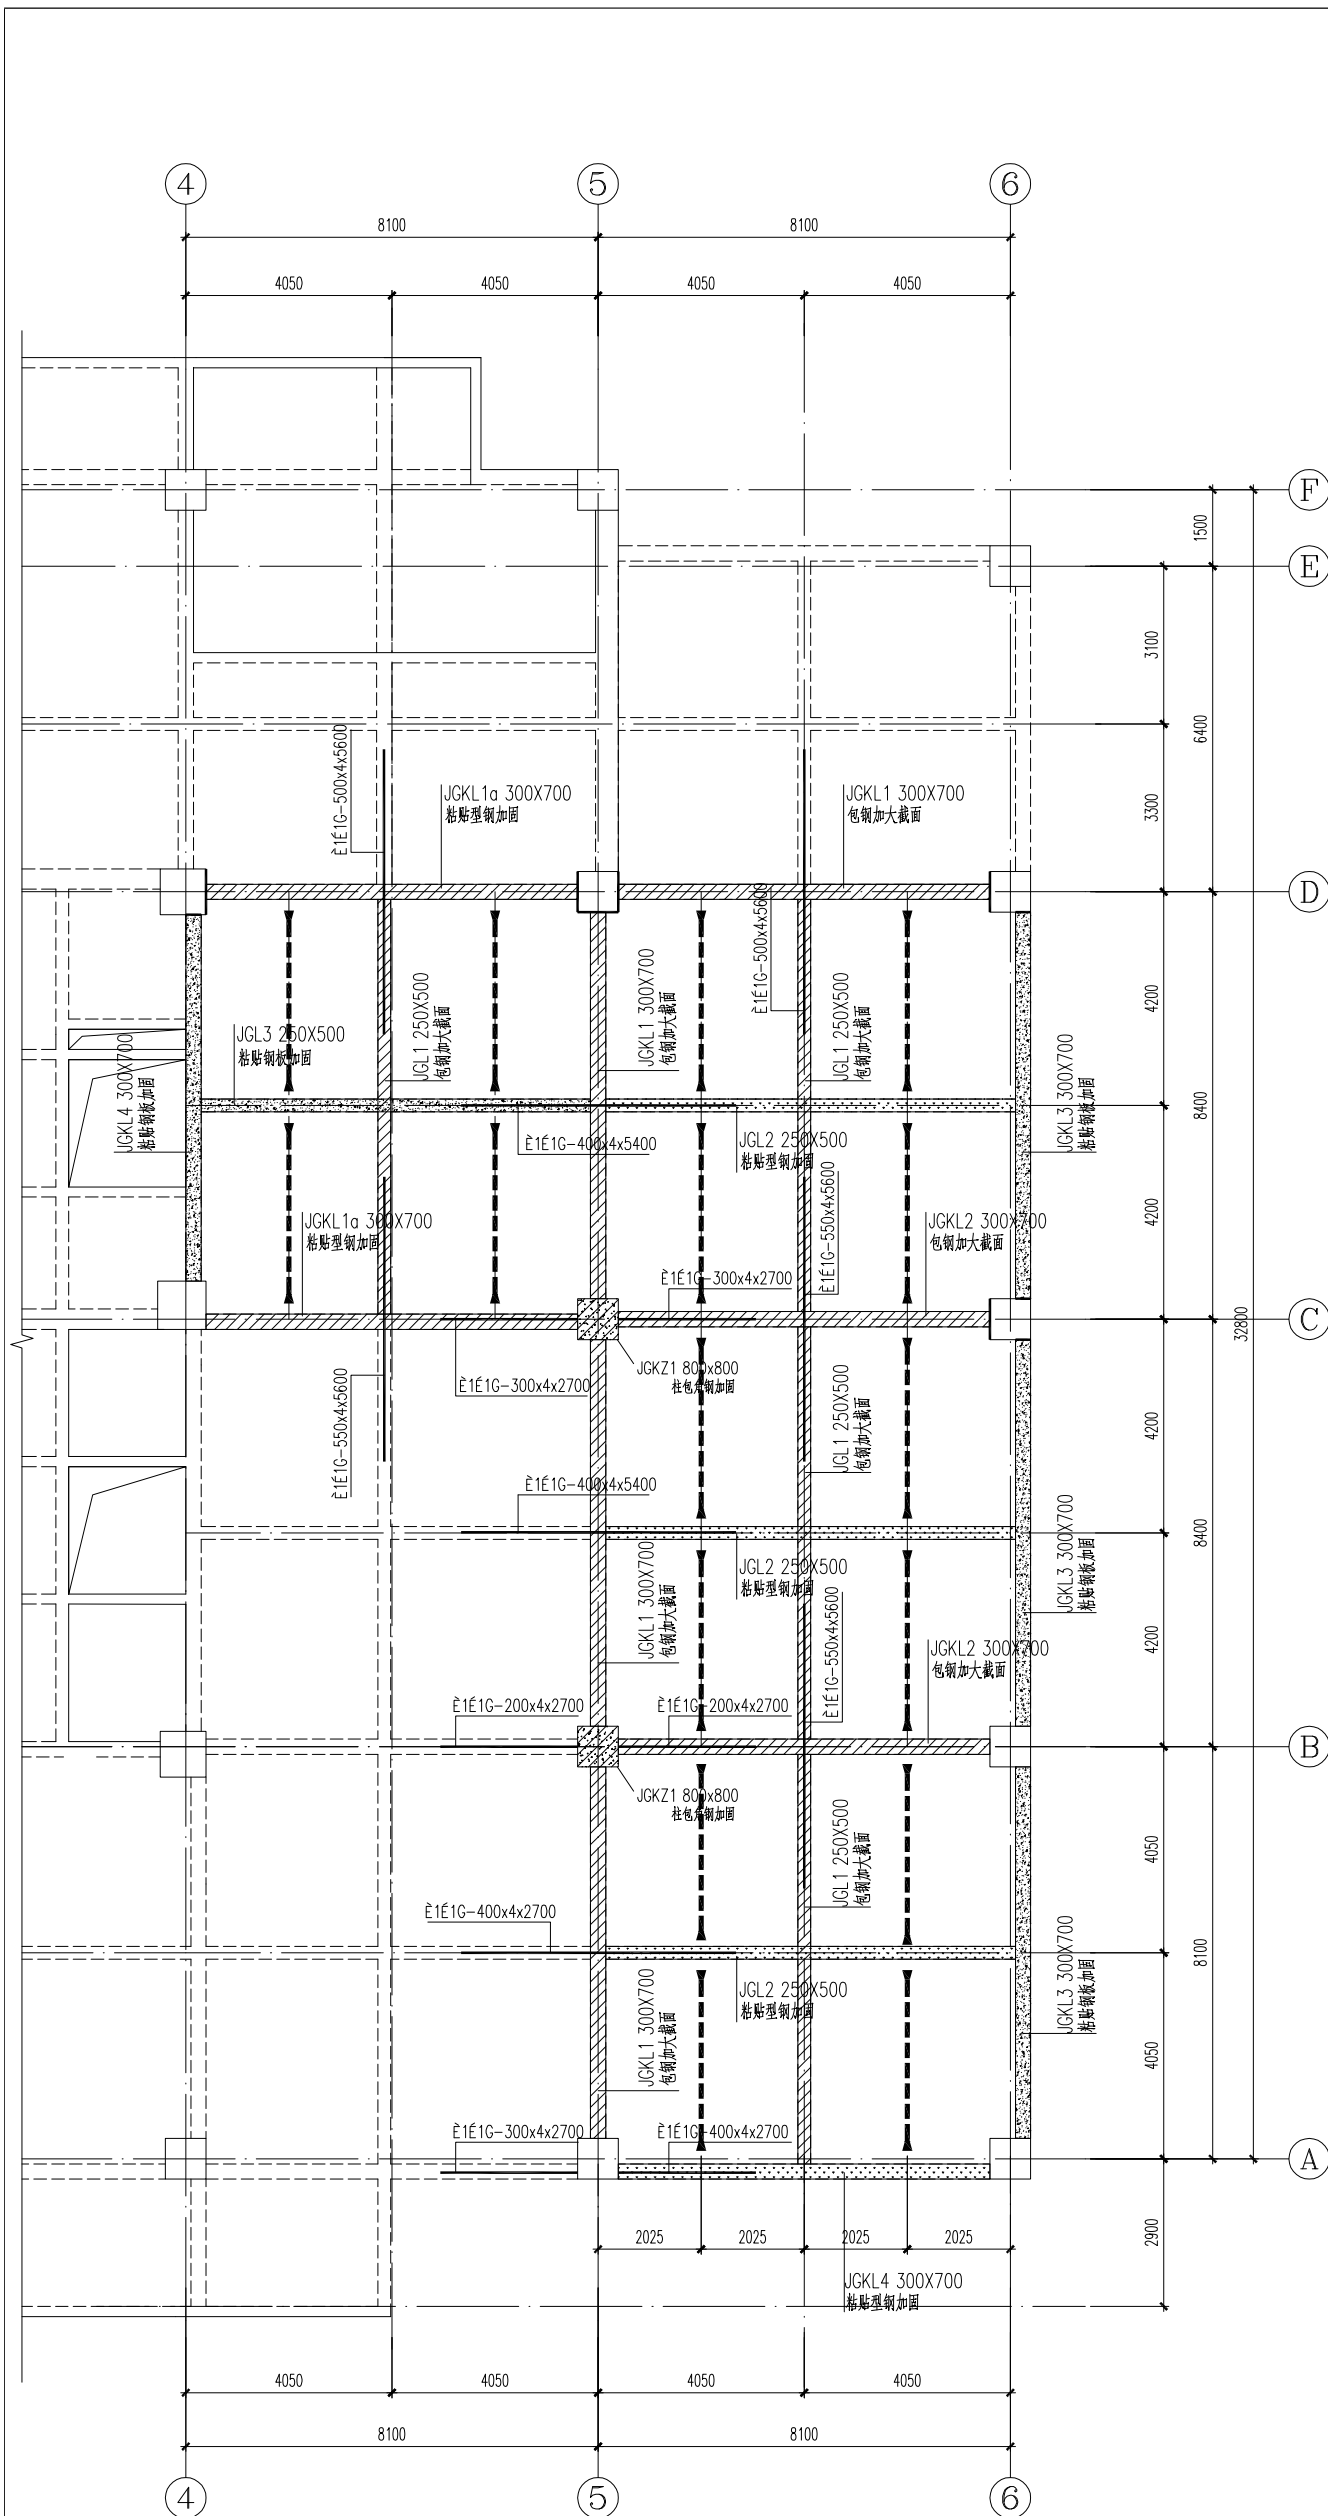 4
5
6
8100
8100
4050
4050
4050
4050
F
1500
E
3100
6400
È1É1G-500x4x5600
JGKL1a 300X700
粘贴型钢加固
JGKL1 300X700
包钢加大截面
3300
D
È1É1G-500x4x5600
JGL3 250X500
粘贴钢板加固
JGL1 250X500
包钢加大截面
JGKL1 300X700
包钢加大截面
JGL1 250X500
包钢加大截面
4200
JGKL4 300X700
粘贴钢板加固
JGKL3 300X700
粘贴钢板加固
8400
È1É1G-400x4x5400
JGL2 250X500
粘贴型钢加固
È1É1G-550x4x5600
JGKL1a 300X700
粘贴型钢加固
JGKL2 300X700
包钢加大截面
4200
È1É1G-300x4x2700
C
32800
JGKZ1 800x800
柱包角钢加固
È1É1G-300x4x2700
È1É1G-550x4x5600
JGL1 250X500
包钢加大截面
4200
È1É1G-400x4x5400
8400
JGL2 250X500
粘贴型钢加固
JGKL3 300X700
粘贴钢板加固
JGKL1 300X700
包钢加大截面
È1É1G-550x4x5600
JGKL2 300X700
包钢加大截面
4200
È1É1G-200x4x2700
È1É1G-200x4x2700
B
JGKZ1 800x800
柱包角钢加固
JGL1 250X500
包钢加大截面
4050
È1É1G-400x4x2700
8100
JGL2 250X500
粘贴型钢加固
JGKL3 300X700
粘贴钢板加固
JGKL1 300X700
包钢加大截面
4050
È1É1G-300x4x2700
È1É1G-400x4x2700
A
2025
2025
2025
2025
2900
JGKL4 300X700
粘贴型钢加固
4050
4050
4050
4050
8100
8100
4
5
6